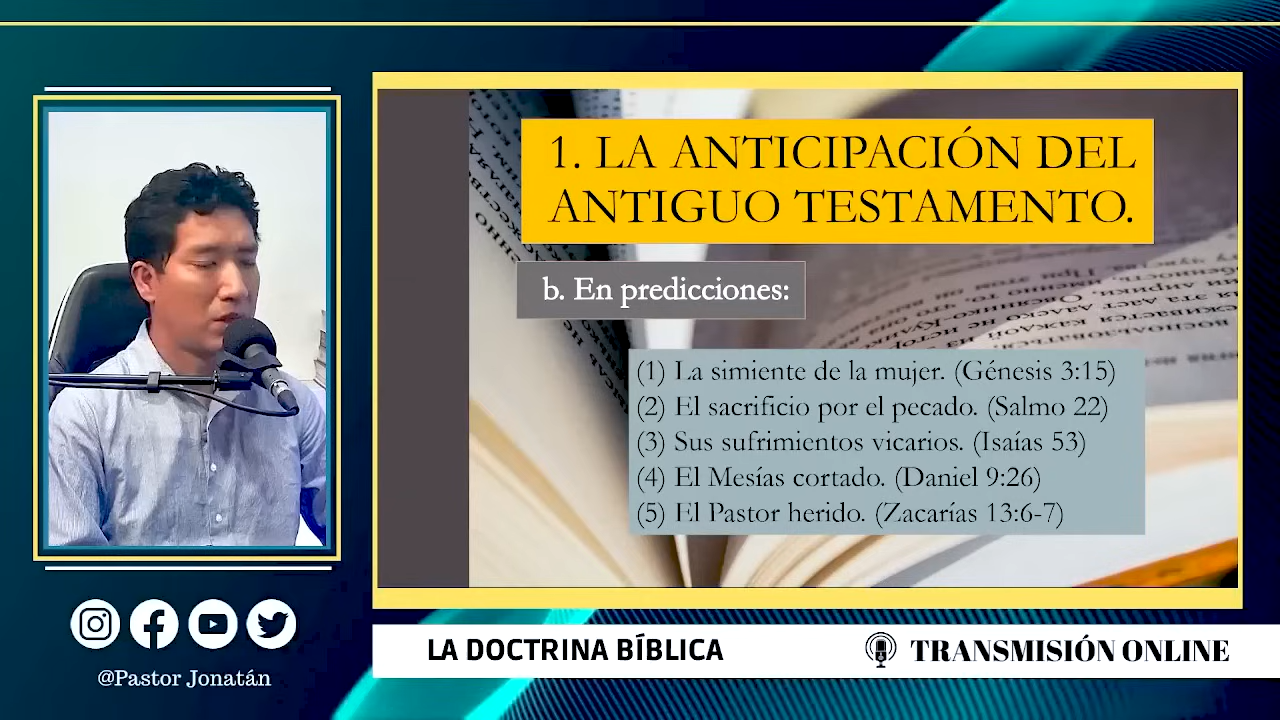 1. LA ANTICIPACIÓN DEL
ANTIGUO TESTAMENTO.
b. En predicciones:
(1) La simiente de la mujer. (Génesis 3:15)
(2) El sacrificio por el pecado. (Salmo 22)
(3) Sus sufrimientos vicarios. (Isaías 53)
(4) El Mesías cortado. (Daniel 9:26)
(5) El Pastor herido. (Zacarías 13:6-7)
@Pastor Jonatán
LA DOCTRINA BÍBLICA
TRANSMISIÓN ONLINE